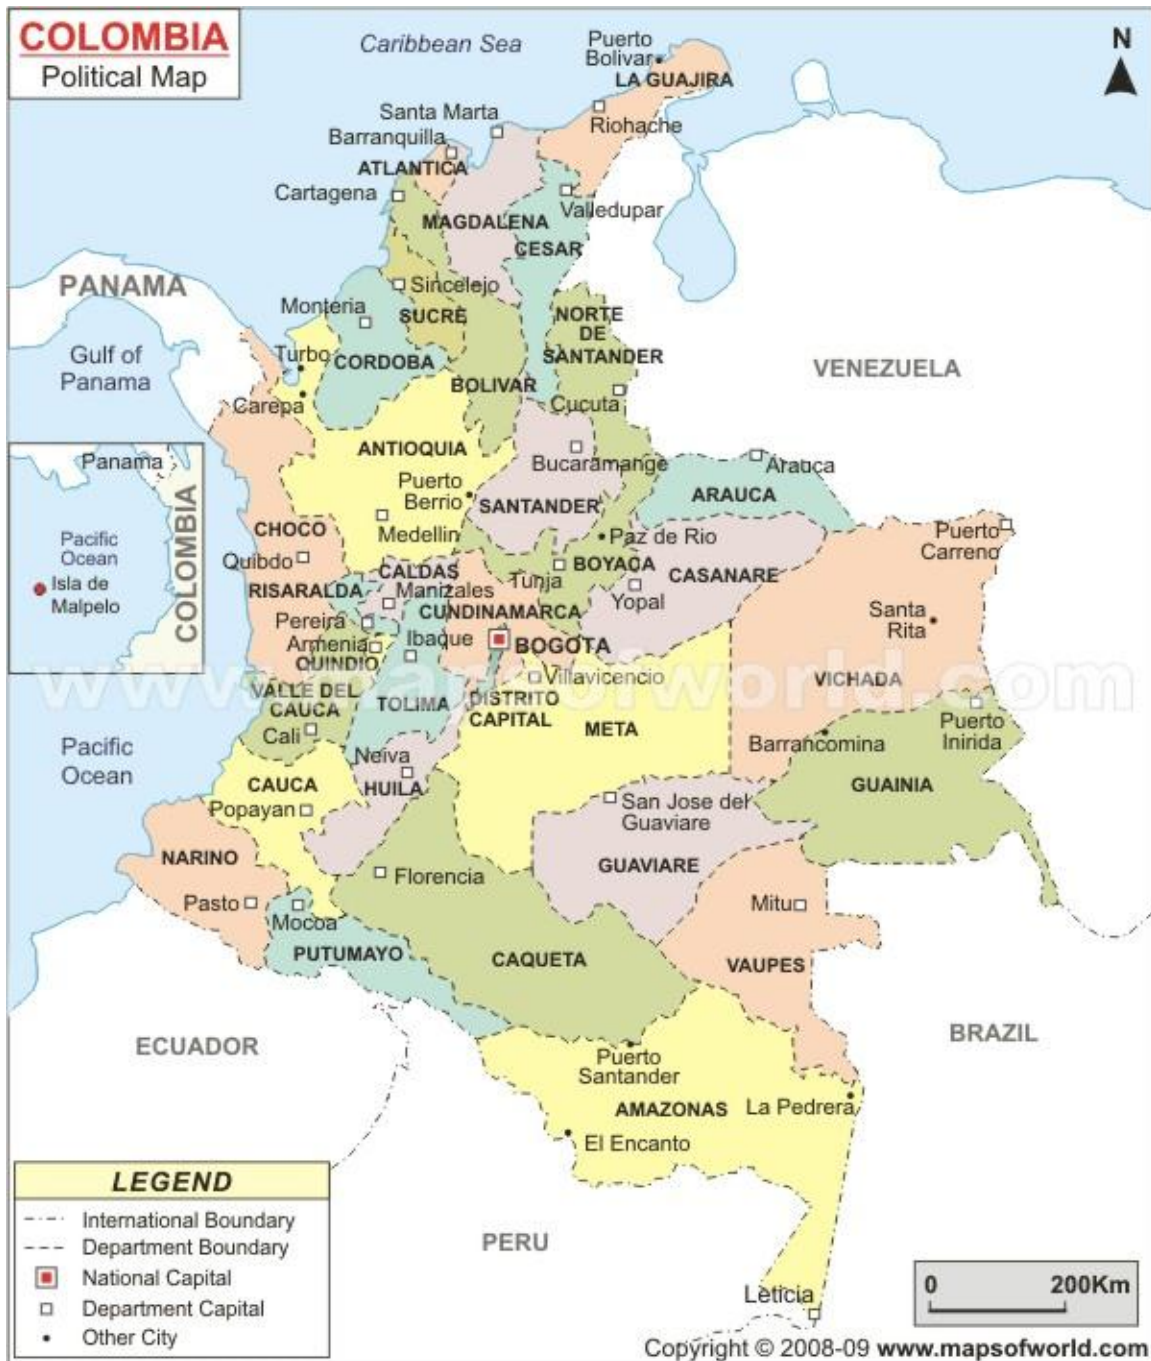 COLOMBIA
Political Map
Caribbean Sea
N
Puerto
Bolivar
LA GUAJIRA
Santa Marta
Riohache
Barranquilla
ATLANTICA
Cartagena
Valledupar
MAGDALENA
CESAR
PANAMA
Sincelejo
Monteria
SUCRE
NORTE
DE
SANTANDER
Gulf of
Panama
Turbo
CORDOBA
VENEZUELA
BOLIVAR
Carepa
Cucuta
ANTIOQUIA
Panama
Bucaramange
Arauca
Puerto
Berrio
SANTANDER
ARAUCA
COLOMBIA
CHOCO
Medellin
Paz de Rio
Puerto
Carreno
Pacific
Ocean
Quibdo
Isla de
Malpelo
RISARALDA
CALDAS
Manizales
Tunja
BOYACA
CASANARE
Yopal
CUNDINAMARCA
Santa
Rita
Pereira
Armenia
Ibaque
BOGOTA
QUINDIO
www.mapsofworld.com
Villavicencio
VICHADA
VALLE DEL
CAUCA
TOLIMA
DISTRITO
CAPITAL
META
Puerto
Inirida
Cali
Barrancomina
Pacific
Ocean
Neiva
HUILA
CAUCA
GUAINIA
Popayan
San Jose del
Guaviare
NARINO
GUAVIARE
Florencia
Pasto
Mocoa
Mitu
PUTUMAYO
CAQUETA
VAUPES
ECUADOR
BRAZIL
Puerto
Santander
AMAZONAS
La Pedrera
El Encanto
LEGEND
International Boundary
Department Boundary
National Capital
Department Capital
Other City
PERU
Leticia
0 200Km
Copyright © 2008-09 www.mapsofworld.com